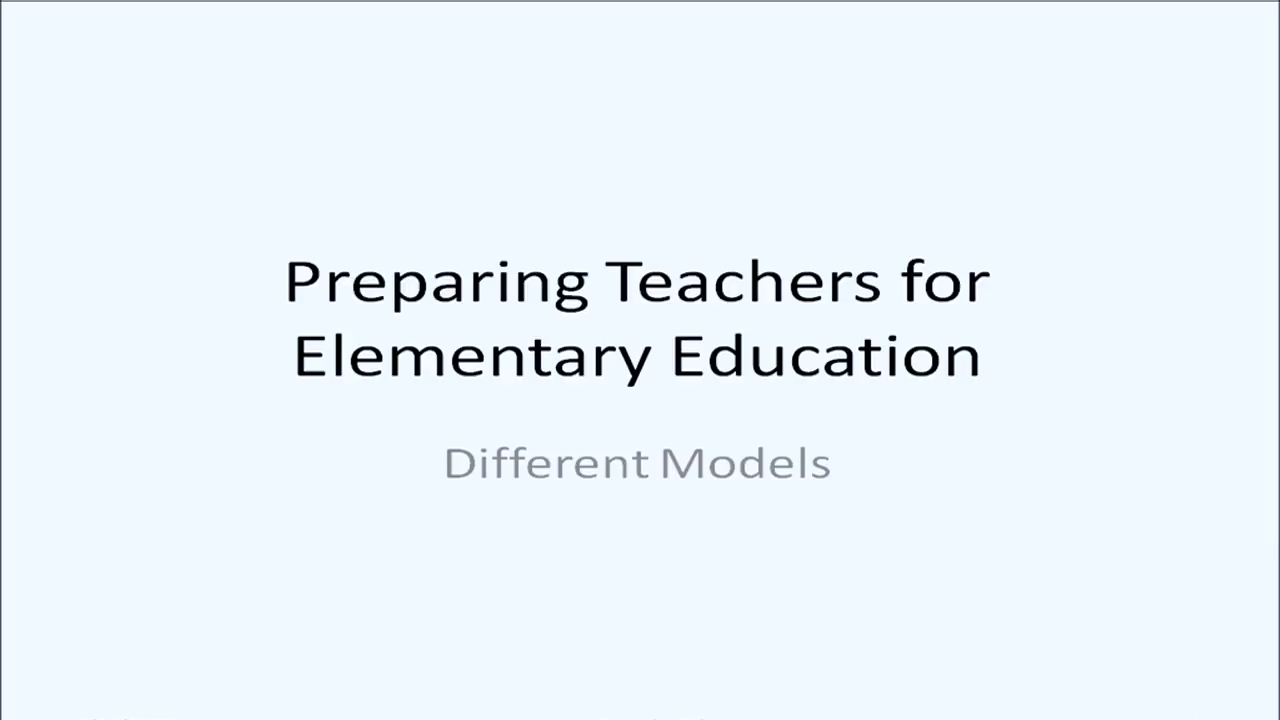 Preparing Teachers for
Elementary Education
Different Models